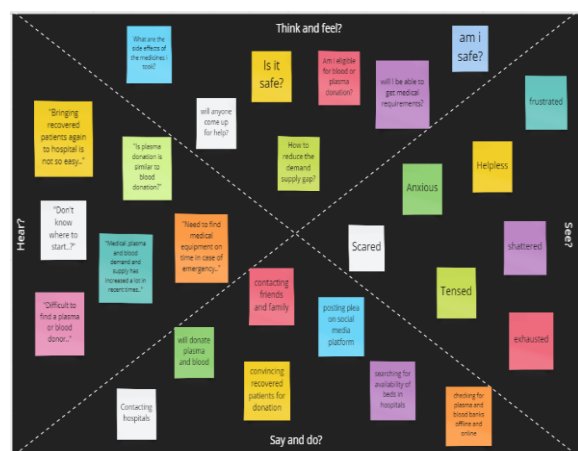 Think and feel?
What are the
side effects of
the medicines i
took?
Is it
safe?
Am i eligible
for blood or
plasma
donation?
will I be able to
get medical
requirements?
am i
safe?
will anyone
come up
for help?
How to
reduce the
demand
supply gap?
Hear?
"Bringing
recovered
patients again
to hospital is
not so easy.."
"Is plasma
donation is
similar to
blood
donation?"
"Don't
know
where to
start..?"
"Medical plasma
and blood
demand and
supply has
increased a lot in
recent times.."
"Need to find
medical
equipment on
time in case of
emergency.."
"Difficult to
find a plasma
or blood
donor.."
See?
frustrated
Helpless
Anxious
Scared
shattered
Tensed
exhausted
contacting
friends
and family
posting plea
on social
media
platform
will donate
plasma
and blood
convincing
recovered
patients for
donation
searching for
availability of
beds in
hospitals
Contacting
hospitals
checking for
plasma and
blood banks
offline and
online
Say and do?